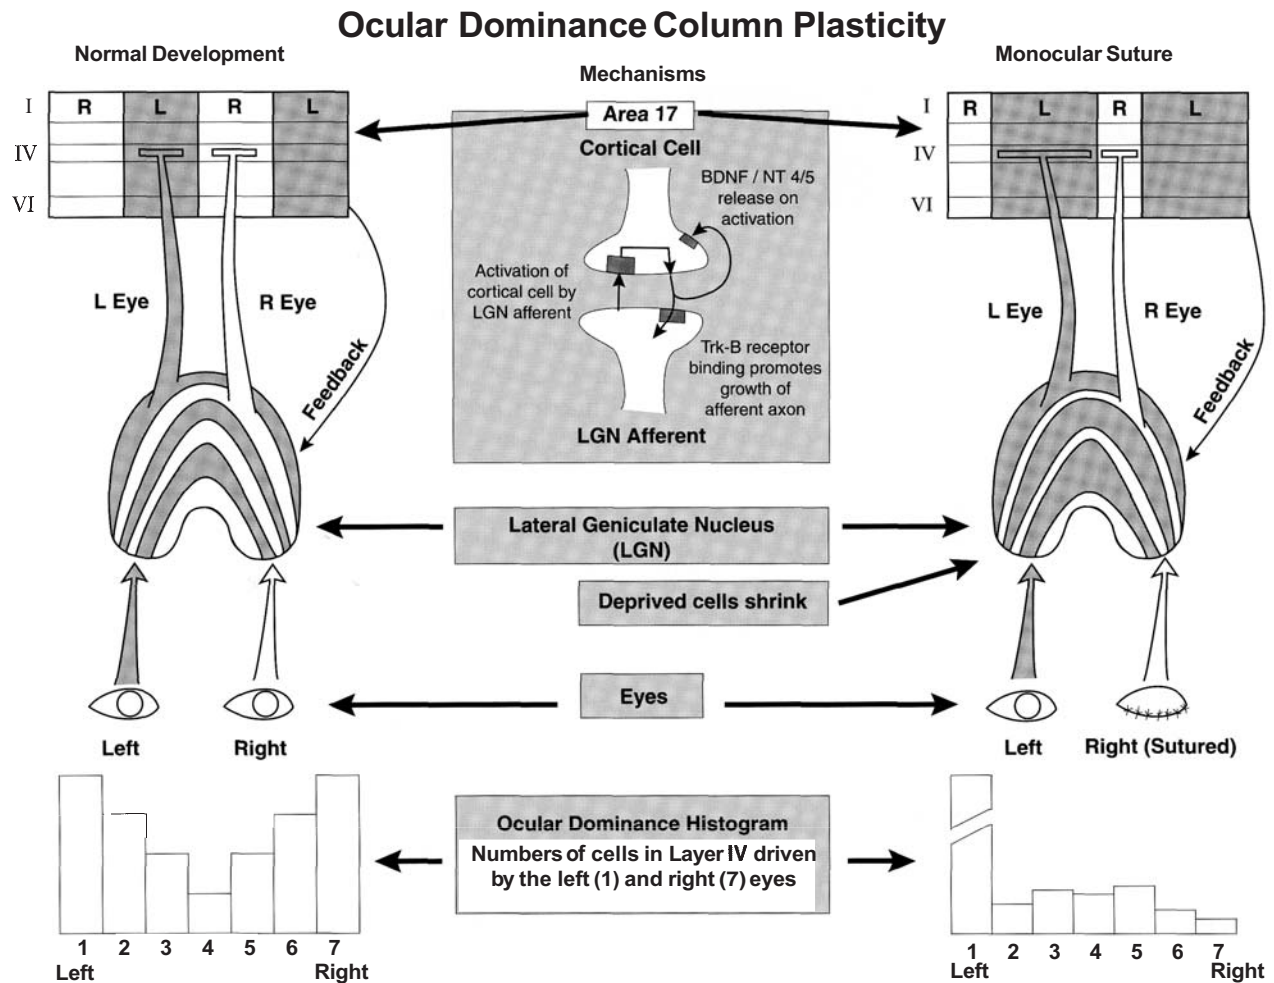 Ocular Dominance Column Plasticity
Normal Development
Mechanisms
Monocular Suture
I
R
L
R
L
IV
VI
L Eye
R Eye
Feedback
Area 17
Cortical Cell
BDNF / NT 4/5
release on
activation
Activation of
cortical cell by
LGN afferent
Trk-B receptor
binding promotes
growth of
afferent axon
LGN Afferent
I
R
L
R
L
IV
VI
L Eye
R Eye
Feedback
Lateral Geniculate Nucleus
(LGN)
Deprived cells shrink
Eyes
Left
Right
Left
Right (Sutured)
Ocular Dominance Histogram
Numbers of cells in Layer IV driven
by the left (1) and right (7) eyes
1 2 3 4 5 6 7
Left
Right
1 2 3 4 5 6 7
Left
Right